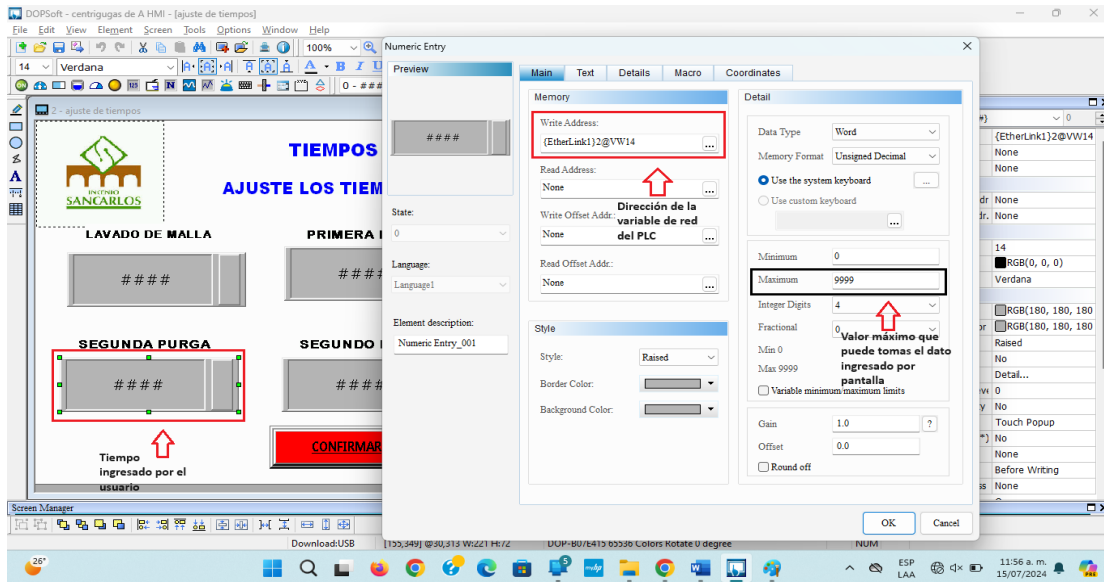 DOPSoft - centrigugas de A HMI - [ajuste de tiempos]
File Edit View Element Screen Tools Options Window Help
100%
14 Verdana
0 - ###
2 - ajuste de tiempos
INGENIO
SANCARLOS
TIEMPOS
AJUSTE LOS TIEM
LAVADO DE MALLA
PRIMERA
####
####
SEGUNDA PURGA
SEGUNDO
####
####
CONFIRMAR
Tiempo
ingresado por el
usuario
Numeric Entry
Preview
####
State:
0
Language:
Language1
Element description:
Numeric Entry_001
Main Text Details Macro Coordinates
Memory
Write Address:
{EtherLink1}2@VW14
Read Address:
None
Write Offset Addr.:
None
Read Offset Addr.:
None
Dirección de la
variable de red
del PLC
Style
Style: Raised
Border Color:
Background Color:
Detail
Data Type Word
Memory Format Unsigned Decimal
Use the system keyboard
Use custom keyboard
Minimum 0
Maximum 9999
Integer Digits 4
Fractional 0
Min 0
Max 9999
Variable minimum/maximum limits
Valor máximo que
puede tomas el dato
ingresado por
pantalla
Gain 1.0 ?
Offset 0.0
Round off
OK Cancel
0
{EtherLink1}2@VW14
None
None
None
None
14
RGB(0, 0, 0)
Verdana
RGB(180, 180, 180
RGB(180, 180, 180
Raised
No
Detail...
0
No
Touch Popup
No
None
Before Writing
None
Screen Manager
Download:USB [155,349] @30,313 W:221 H:72 DOP-B07E415 65536 Colors Rotate 0 degree NUM
26°
ESP
LAA
11:56 a. m.
15/07/2024